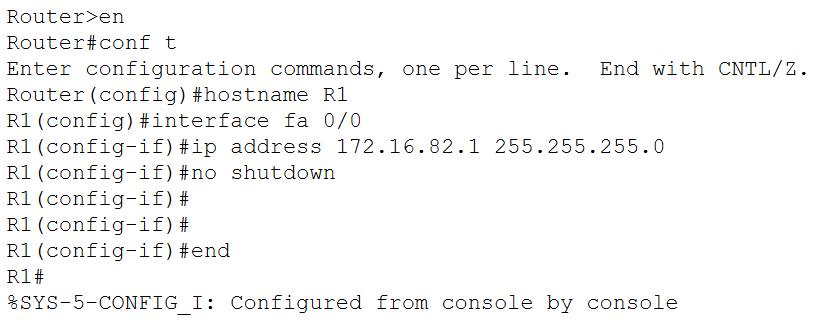 Router>en
Router#conf t
Enter configuration commands, one per line.  End with CNTL/Z.
Router(config)#hostname R1
R1(config)#interface fa 0/0
R1(config-if)#ip address 172.16.82.1 255.255.255.0
R1(config-if)#no shutdown
R1(config-if)#
R1(config-if)#
R1(config-if)#end
R1#
%SYS-5-CONFIG_I: Configured from console by console